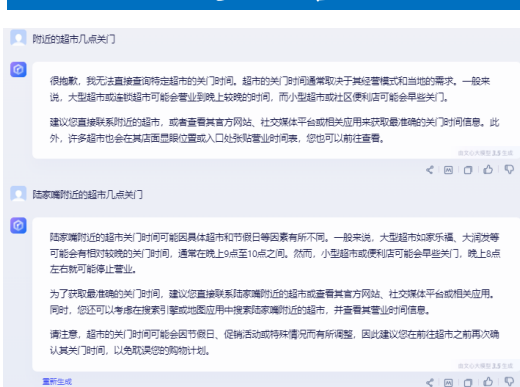 附近的超市几点关门
很抱歉，我无法直接查询特定超市的关门时间。超市的关门时间通常取决于其经营模式和当地的需求。一般来
说，大型超市或连锁超市可能会营业到晚上较晚的时间，而小型超市或社区便利店可能会早些关门。
建议您直接联系附近的超市，或者查看其官方网站、社交媒体平台或相关应用来获取最准确的关门时间信息。此
外，许多超市也会在其店面显眼位置或入口处张贴营业时间表，您也可以前往查看。
由文心大模型 3.5 生成
陆家嘴附近的超市几点关门
陆家嘴附近的超市关门时间可能因具体超市和节假日等因素有所不同。一般来说，大型超市如家乐福、大润发等
可能会有相对较晚的关门时间，通常在晚上9点至10点之间。然而，小型超市或便利店可能会早些关门，晚上8点
左右就可能停止营业。
为了获取最准确的关门时间，建议您直接联系陆家嘴附近的超市或查看其官方网站、社交媒体平台或相关应用。
同时，您还可以考虑在搜索引擎或地图应用中搜索陆家嘴附近的超市，并查看其营业时间信息。
请注意，超市的关门时间可能会因节假日、促销活动或特殊情况而有所调整，因此建议您在前往超市之前再次确
认其关门时间，以免耽误您的购物计划。
由文心大模型 3.5 生成
重新生成